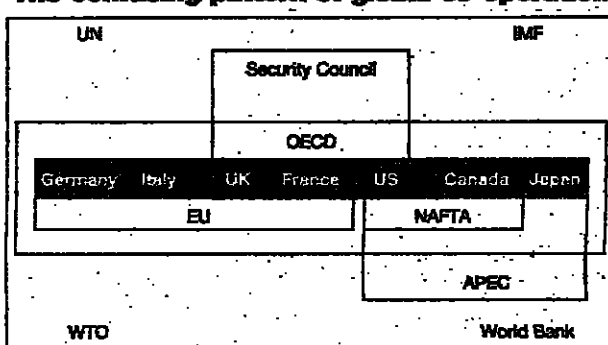 The confusing pattern of global co-operation
UN IMF
Security Council
OECD
Germany Italy UK France US Canada Japan
EU NAFTA
APEC
WTO World Bank